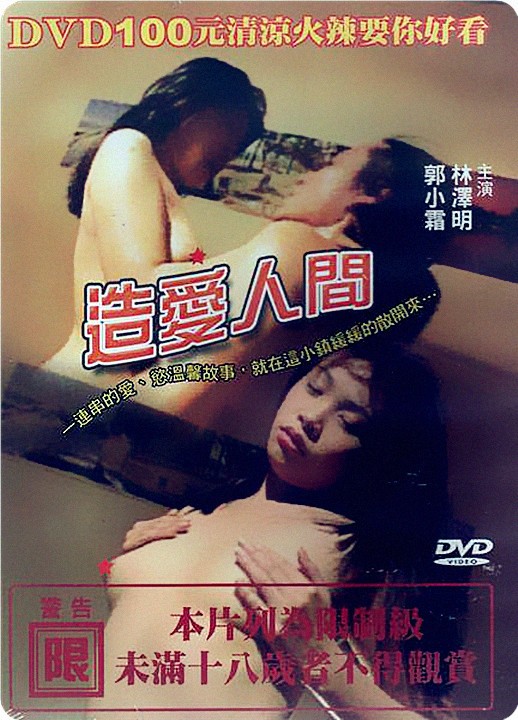 DVD100元清涼火辣要你好看
主演
林澤明
郭小霜
造愛人間
一連串的愛、慾溫馨故事，就在這小鎮緩緩的散開來…
DVD
VIDEO
警告
限
本片列為限制級
未滿十八歲者不得觀賞